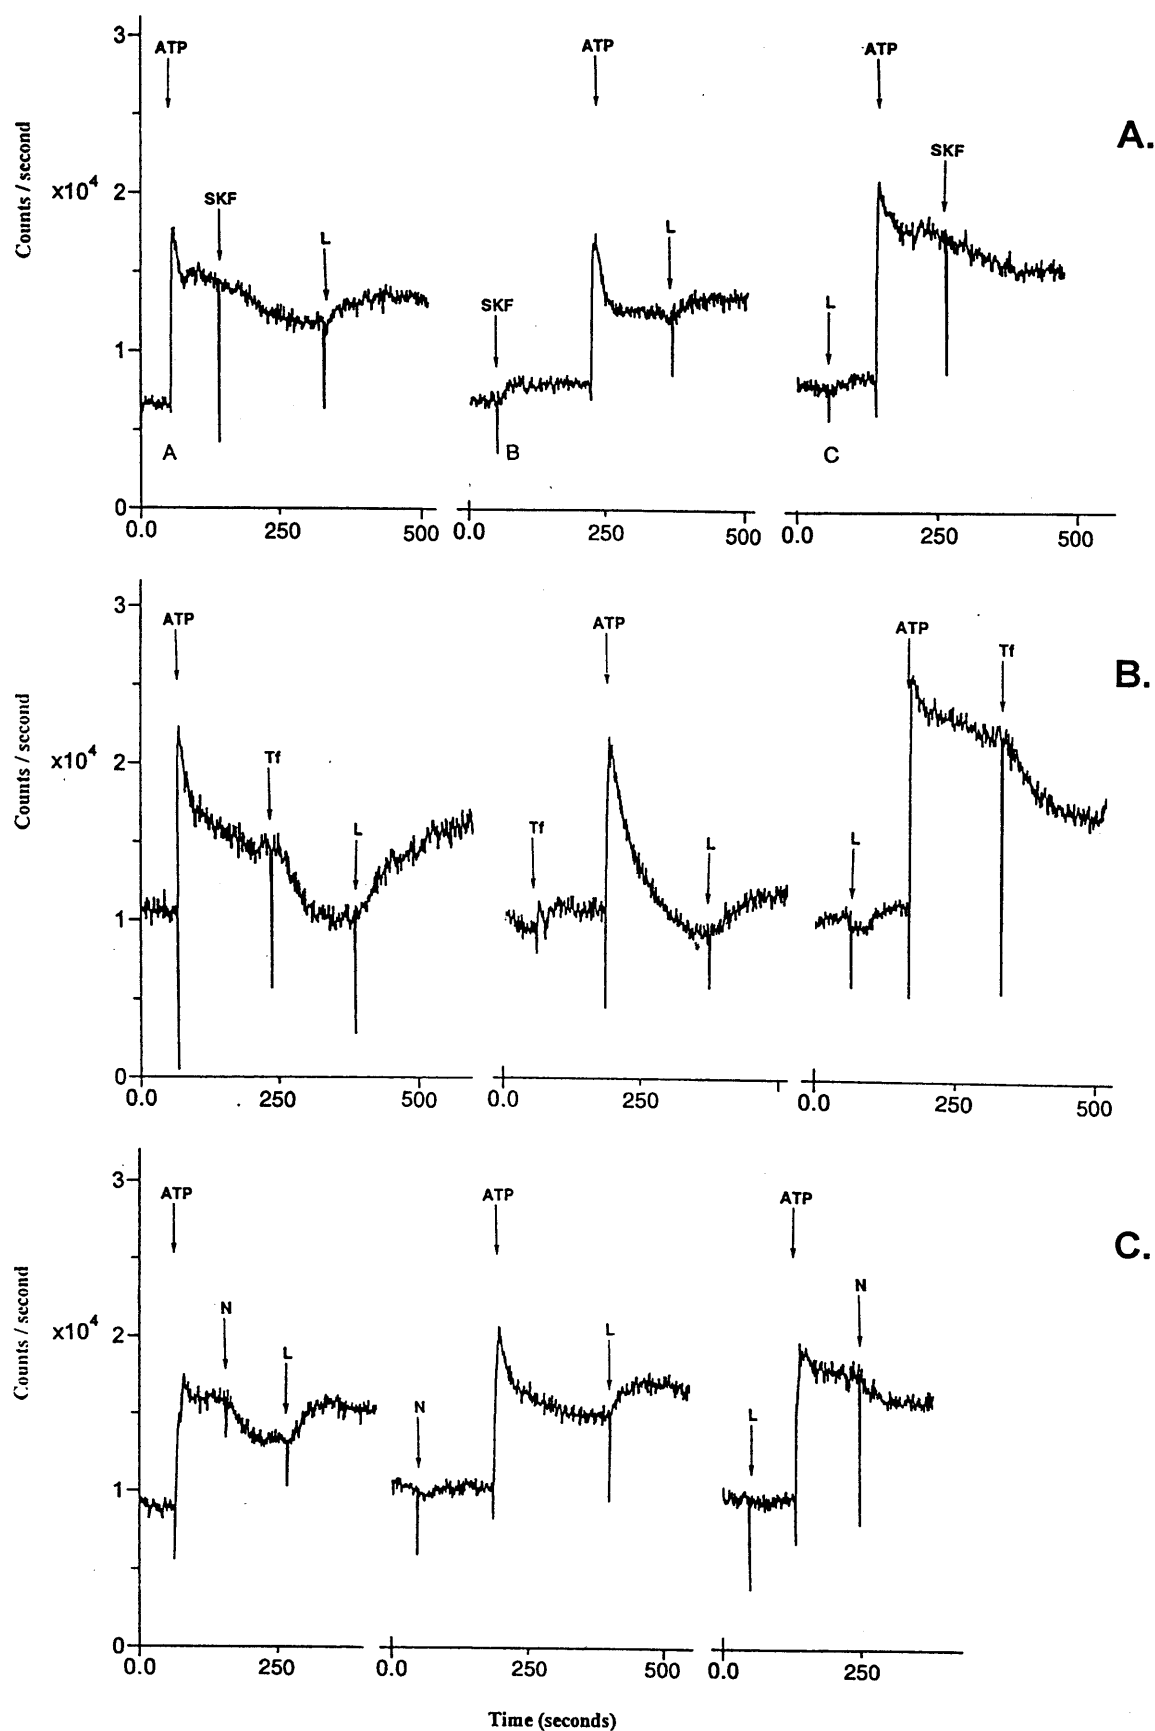 3
ATP
ATP
ATP
A.
Counts / second
SKF
x10⁴
2
SKF
L
L
SKF
L
1
A
B
C
0
0.0
250
500
0.0
250
500
0.0
250
500
3
ATP
ATP
ATP
Tf
B.
Counts / second
x10⁴
2
Tf
Tf
L
L
L
1
0
0.0
250
500
0.0
250
0.0
250
500
3
ATP
ATP
ATP
C.
Counts / second
N
N
x10⁴
2
L
L
N
L
1
0
0.0
250
0.0
250
500
0.0
250
Time (seconds)